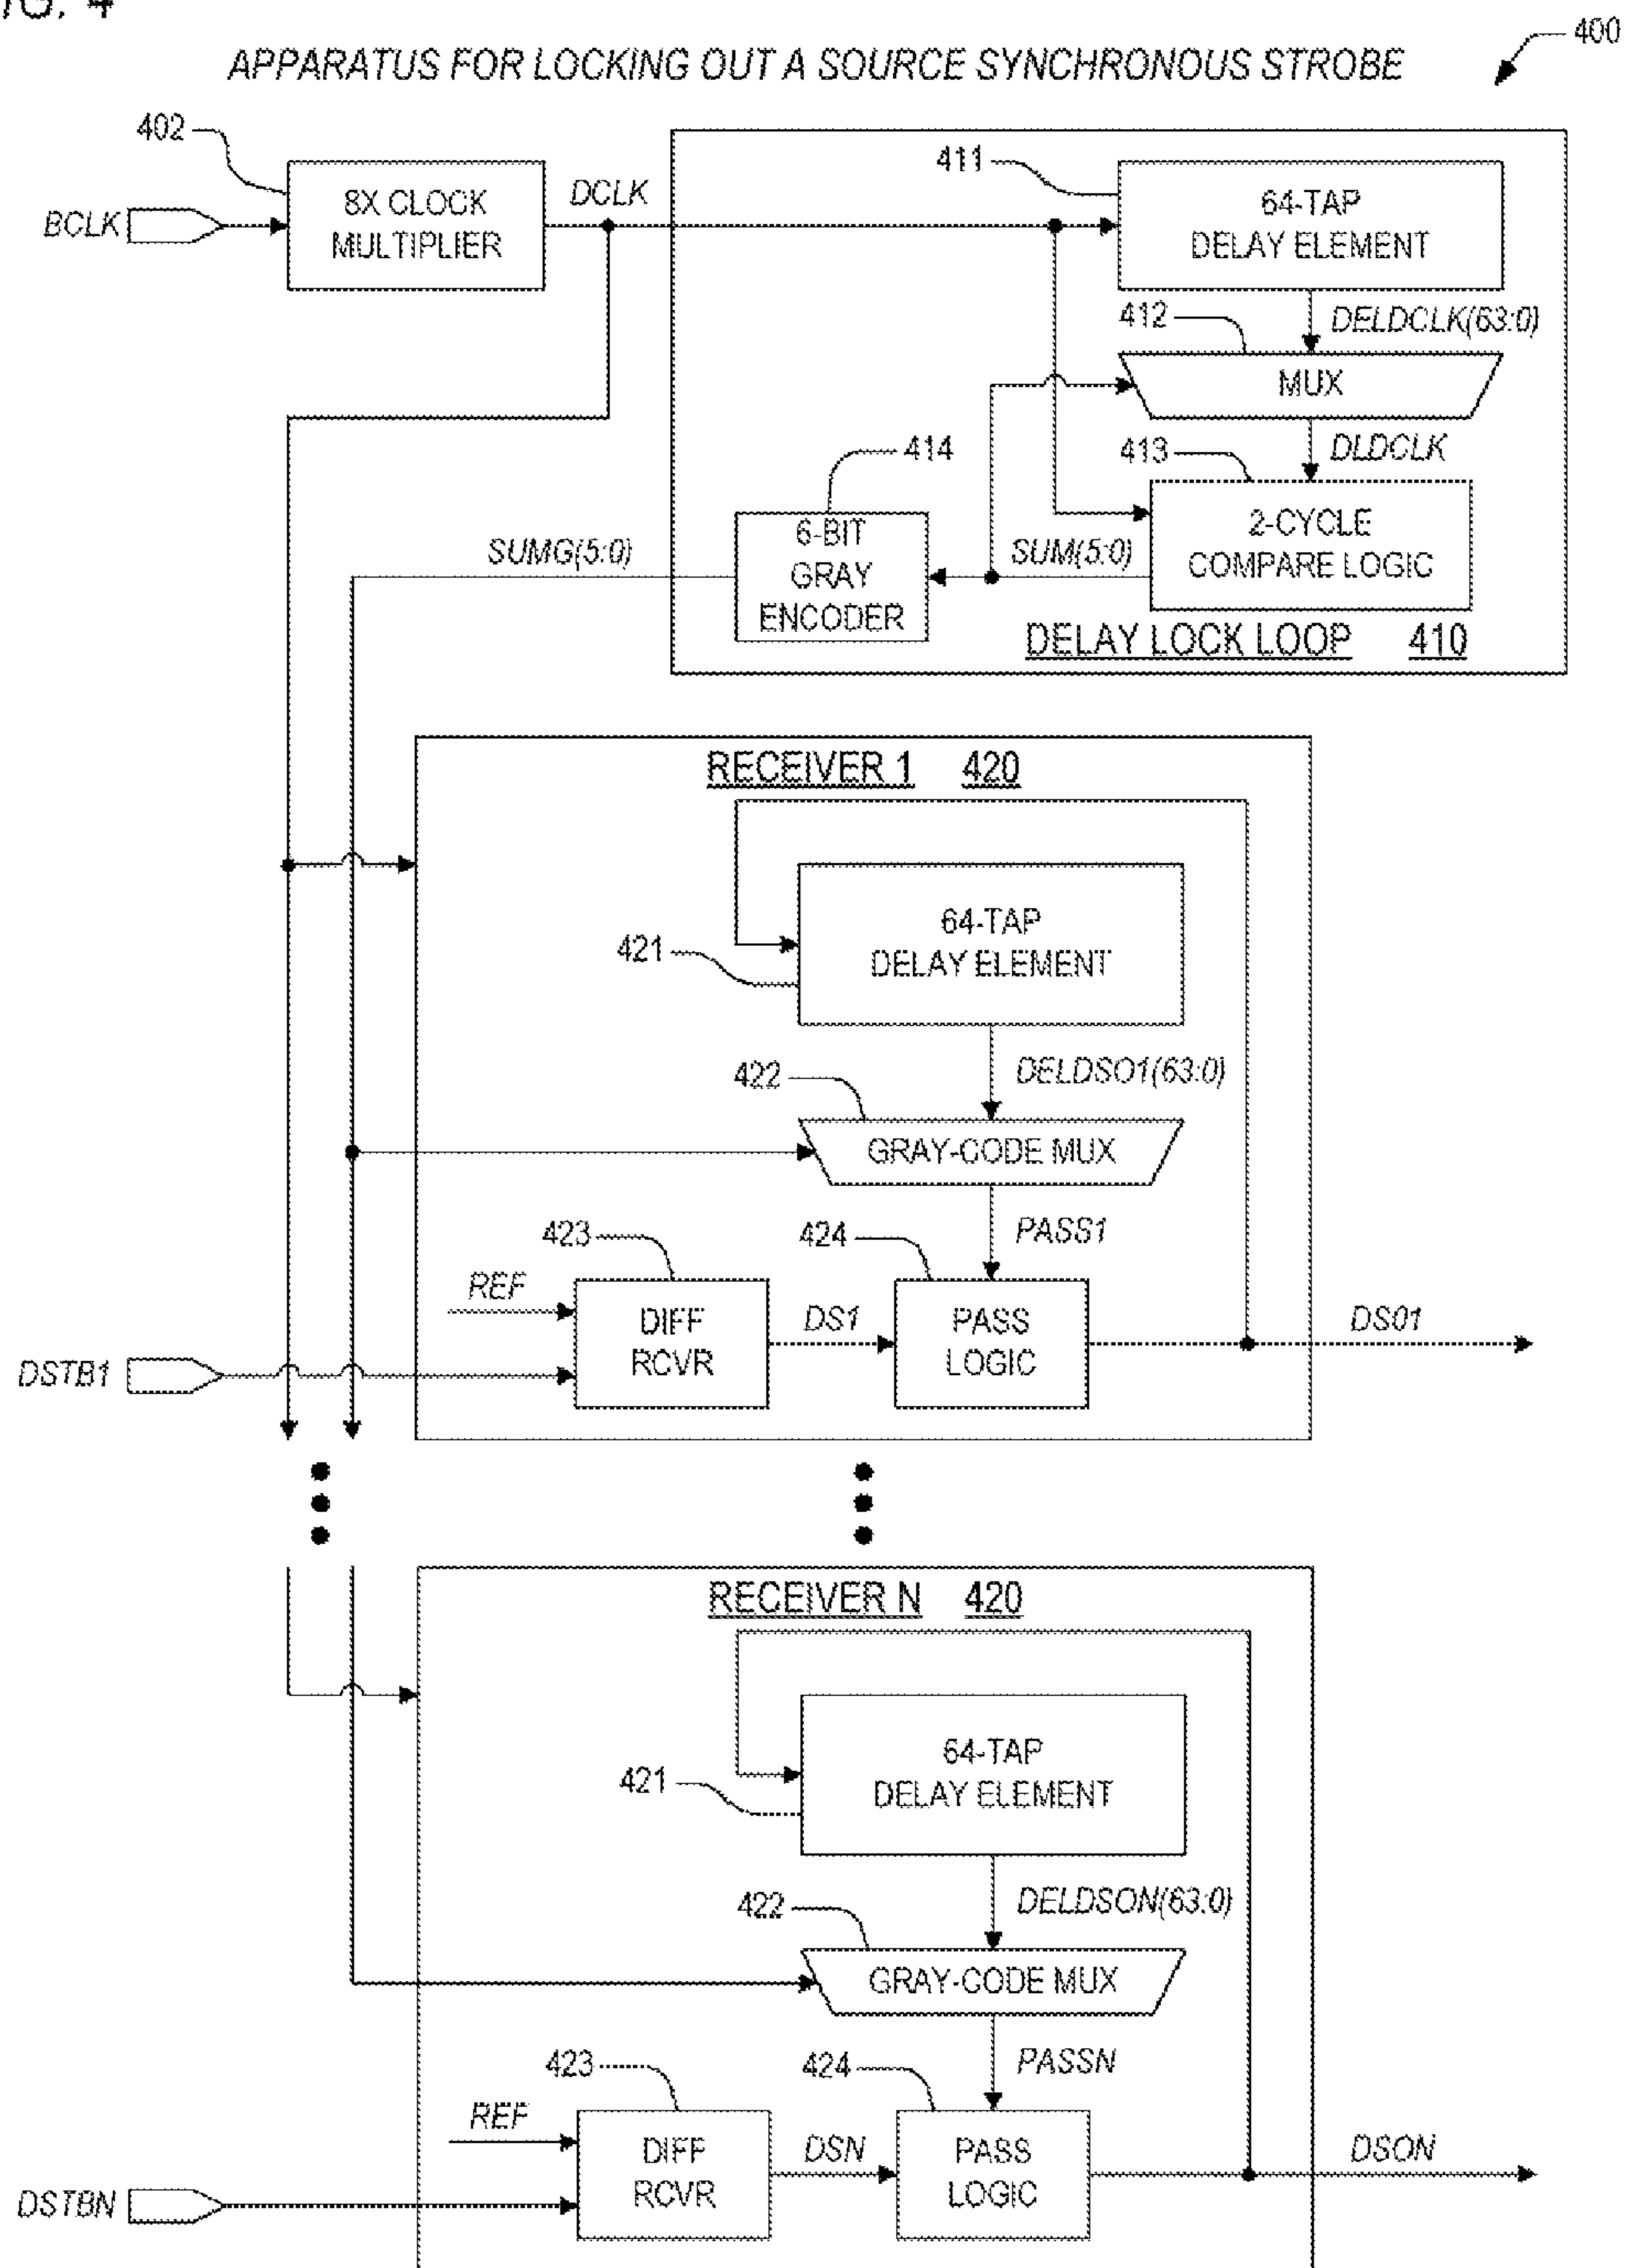 FIG. 4
APPARATUS FOR LOCKING OUT A SOURCE SYNCHRONOUS STROBE
400
402
BCLK
8X CLOCK
MULTIPLIER
DCLK
411
64-TAP
DELAY ELEMENT
412
DELDCLK(63:0)
MUX
DLDCLK
413
2-CYCLE
COMPARE LOGIC
414
6-BIT
GRAY
ENCODER
SUM(5:0)
SUMG(5:0)
DELAY LOCK LOOP 410
RECEIVER 1 420
64-TAP
DELAY ELEMENT
421
DELDSO1(63:0)
422
GRAY-CODE MUX
PASS1
423
424
REF
DIFF
RCVR
DS1
PASS
LOGIC
DSO1
DSTB1
RECEIVER N 420
64-TAP
DELAY ELEMENT
421
DELDSON(63:0)
422
GRAY-CODE MUX
PASSN
423
424
REF
DIFF
RCVR
DSN
PASS
LOGIC
DSON
DSTBN